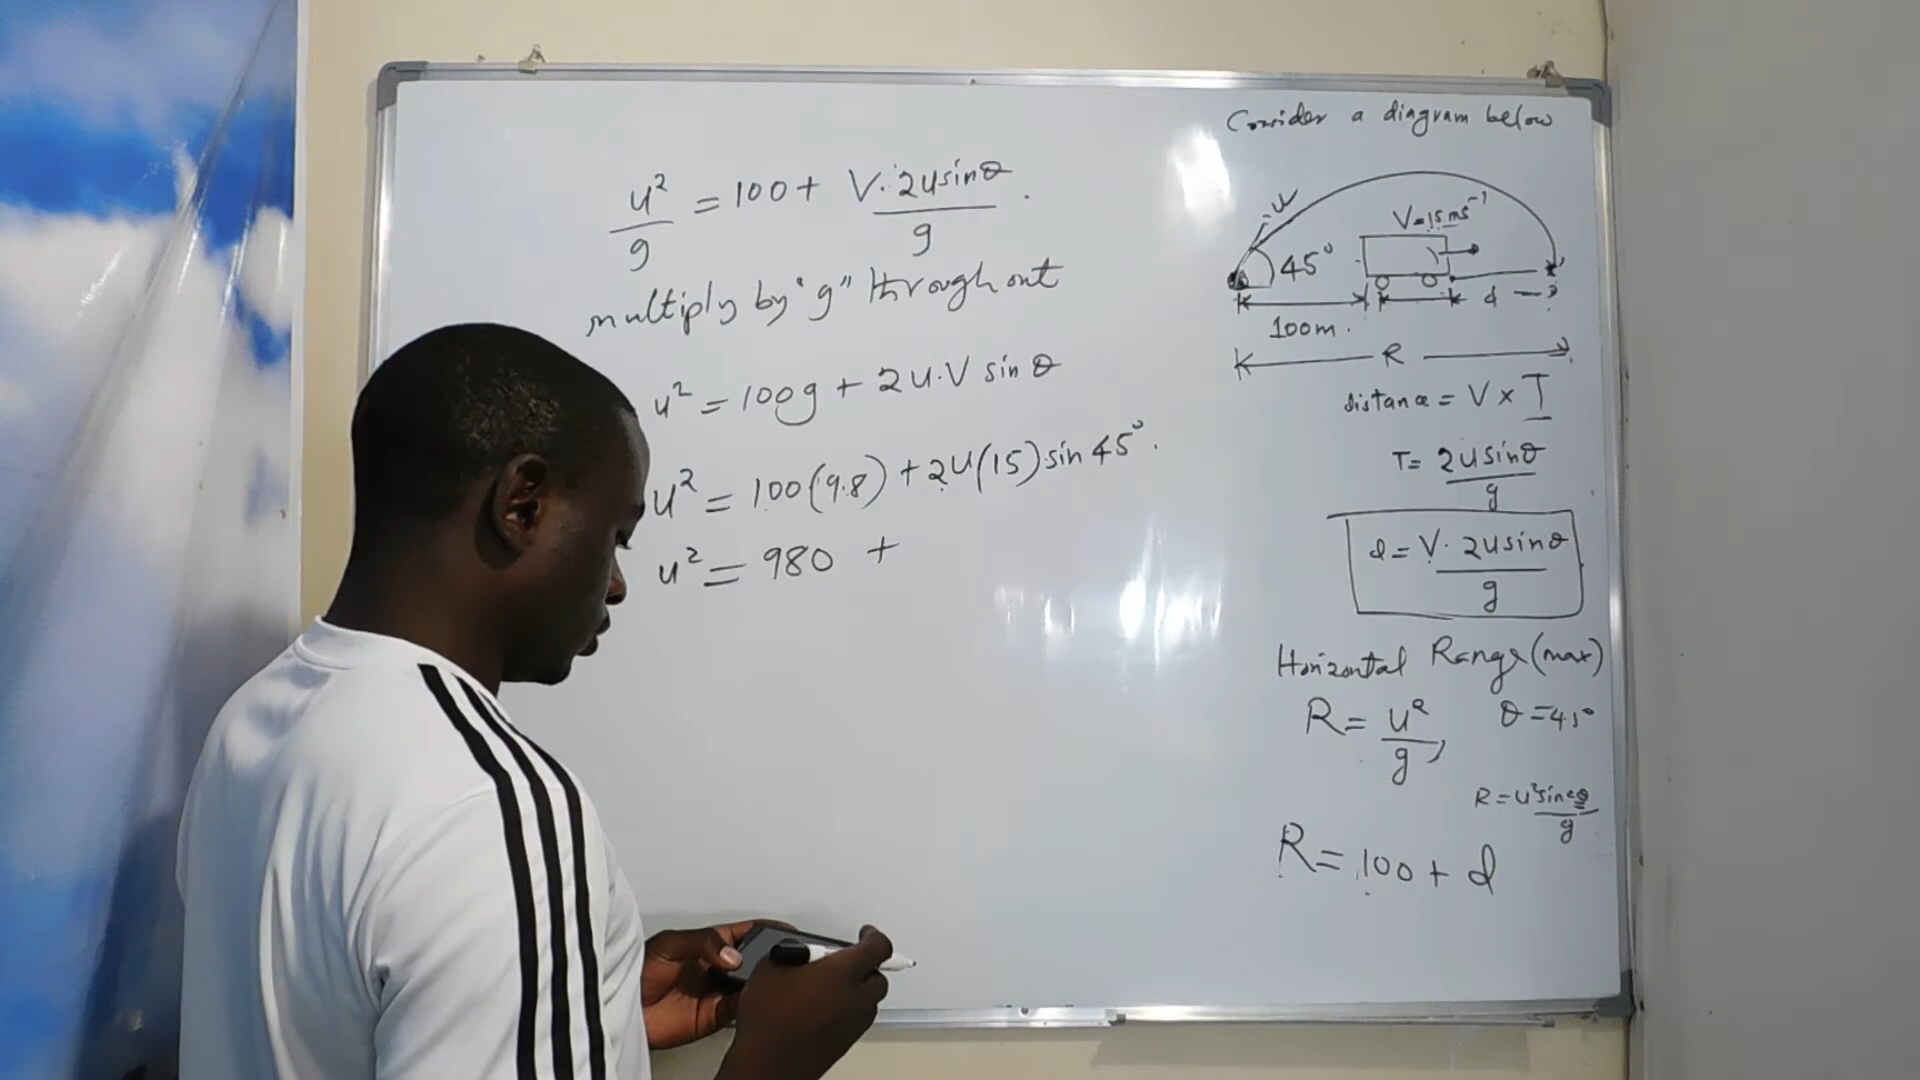 u² / g = 100 + V·2usinθ / g .
multiply by "g" throughout
u² = 100g + 2u·V sin θ
u² = 100(9.8) + 2u(15) sin 45°.
u² = 980 +
Consider a diagram below
u
V=15ms⁻¹
45°
d
100m.
R
distance = V × T
T = 2usinθ / g
d = V· 2usinθ / g
Horizontal Range(max)
R = u² / g , θ = 45°
R = u²sin2θ / g
R = 100 + d